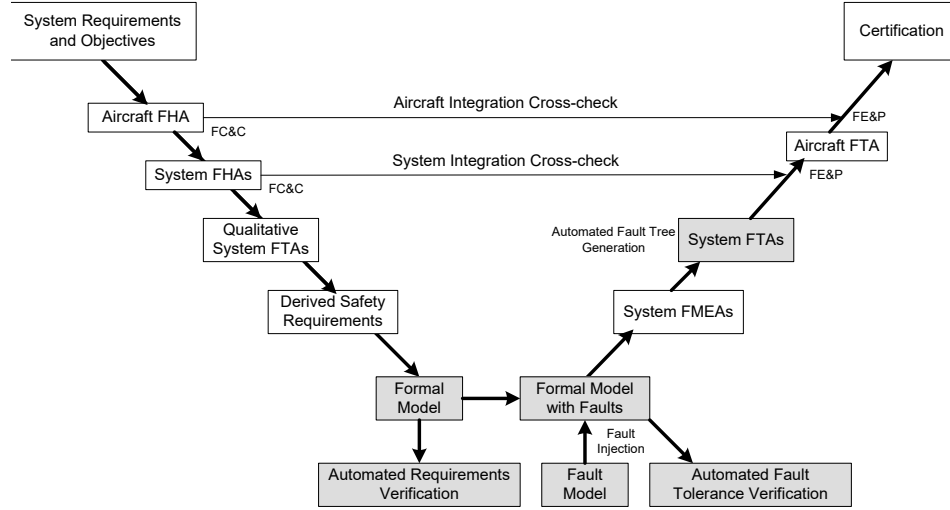 System Requirements
and Objectives
Certification
Aircraft Integration Cross-check
Aircraft FHA
FC&C
FE&P
Aircraft FTA
System Integration Cross-check
System FHAs
FC&C
FE&P
Qualitative
System FTAs
Automated Fault Tree
Generation
System FTAs
Derived Safety
Requirements
System FMEAs
Formal
Model
Formal Model
with Faults
Fault
Injection
Automated Requirements
Verification
Fault
Model
Automated Fault
Tolerance Verification